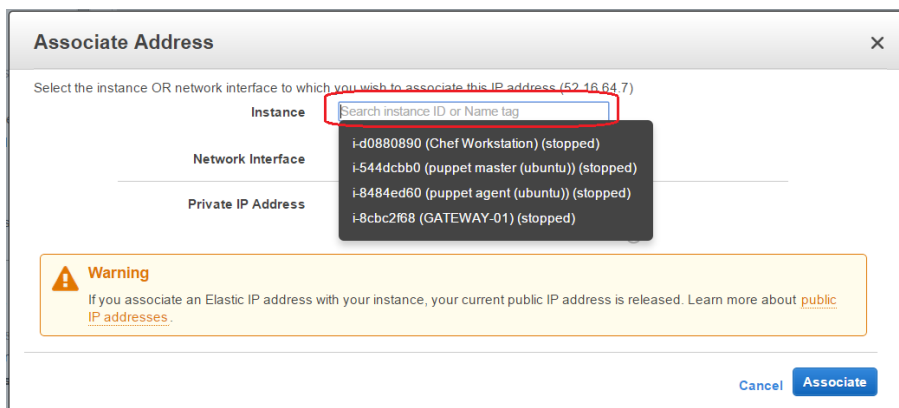 Associate Address
×
Select the instance OR network interface to which you wish to associate this IP address (52.16.64.7)
Instance
Search instance ID or Name tag
i-d0880890 (Chef Workstation) (stopped)
i-544dcbb0 (puppet master (ubuntu)) (stopped)
Network Interface
i-8484ed60 (puppet agent (ubuntu)) (stopped)
Private IP Address
i-8cbc2f68 (GATEWAY-01) (stopped)
Warning
If you associate an Elastic IP address with your instance, your current public IP address is released. Learn more about public
IP addresses.
Cancel
Associate